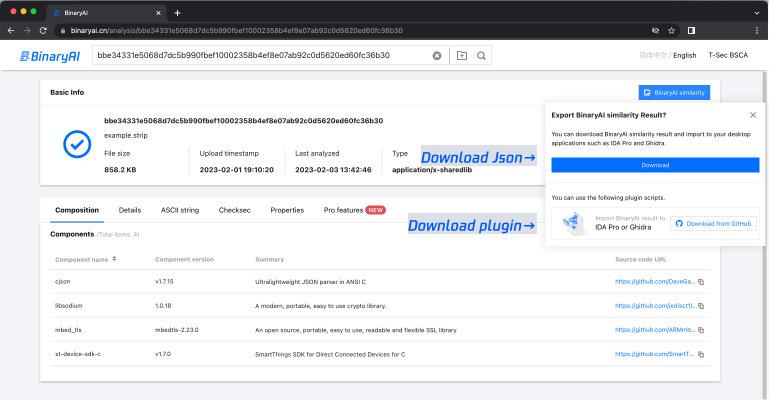 BinaryAI
binaryai.cn/analysis/bbe34331e5068d7dc5b990fbef10002358b4ef8e07ab92c0d5620ed60fc36b30
BinaryAI
bbe34331e5068d7dc5b990fbef10002358b4ef8e07ab92c0d5620ed60fc36b30
简体中文 / English
T-Sec BSCA
Basic Info
BinaryAI similarity
bbe34331e5068d7dc5b990fbef10002358b4ef8e07ab92c0d5620ed60fc36b30
example.strip
File size
858.2 KB
Upload timestamp
2023-02-01 19:10:20
Last analyzed
2023-02-03 13:42:46
Type
application/x-sharedlib
Download Json→
Export BinaryAI similarity Result?
You can download BinaryAI similarity result and import to your desktop
applications such as IDA Pro and Ghidra.
Download
You can use the following plugin scripts.
Import BinaryAI result to
IDA Pro or Ghidra
Download from GitHub
Download plugin→
Composition Details ASCII string Checksec Properties Pro features NEW
Components (Total items: 4)
Component name Component version Summary Source code URL
cjson v1.7.15 Ultralightweight JSON parser in ANSI C https://github.com/DaveGa...
libsodium 1.0.18 A modern, portable, easy to use crypto library. https://github.com/jedisct1/...
mbed_tls mbedtls-2.23.0 An open source, portable, easy to use, readable and flexible SSL library https://github.com/ARMmb...
st-device-sdk-c v1.7.0 SmartThings SDK for Direct Connected Devices for C https://github.com/SmartT...